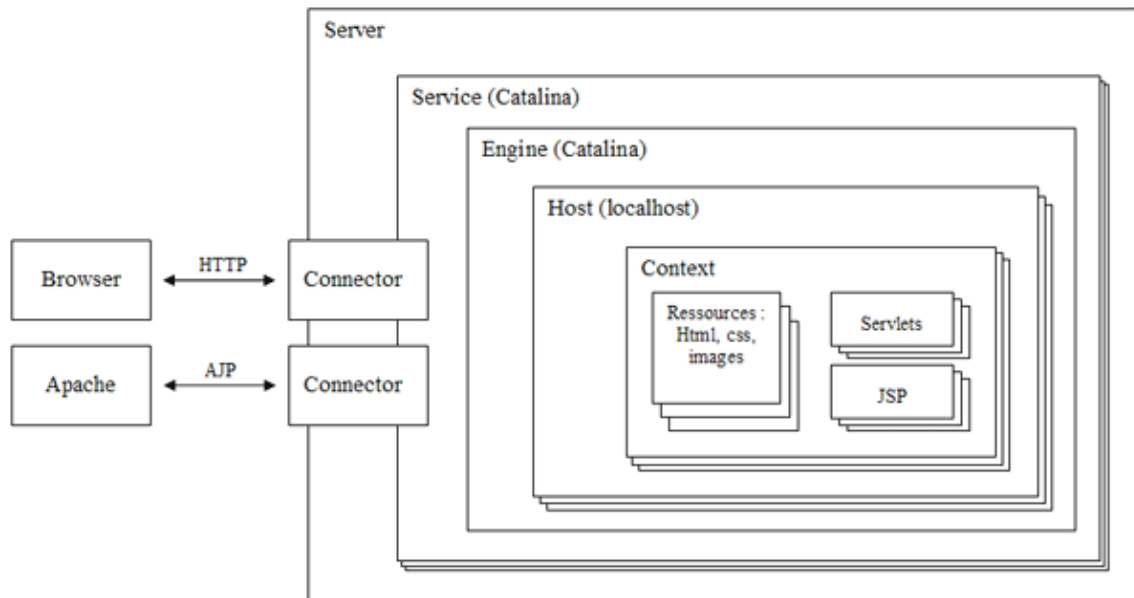 Server
Service (Catalina)
Engine (Catalina)
Host (localhost)
Context
Ressources :
Html, css,
images
Servlets
JSP
Browser
HTTP
Connector
Apache
AJP
Connector